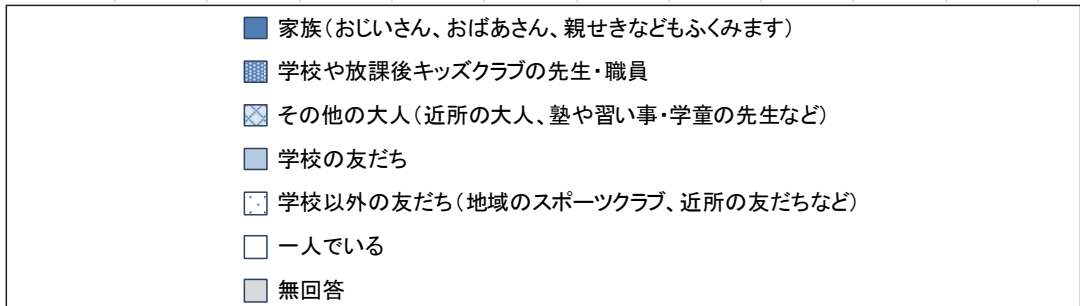 家族(おじいさん、おばあさん、親せきなどもふくみます)
学校や放課後キッズクラブの先生・職員
その他の大人(近所の大人、塾や習い事・学童の先生など)
学校の友だち
学校以外の友だち(地域のスポーツクラブ、近所の友だちなど)
一人でいる
無回答